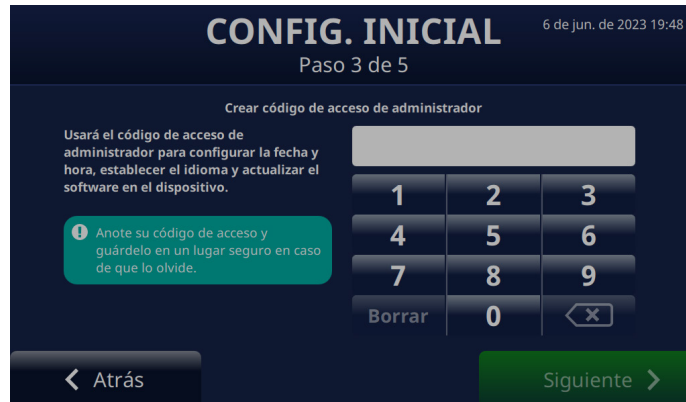 CONFIG. INICIAL
6 de jun. de 2023 19:48
Paso 3 de 5
Crear código de acceso de administrador
Usará el código de acceso de
administrador para configurar la fecha y
hora, establecer el idioma y actualizar el
software en el dispositivo.
Anote su código de acceso y
guárdelo en un lugar seguro en caso
de que lo olvide.
1 2 3
4 5 6
7 8 9
Borrar 0
Atrás
Siguiente